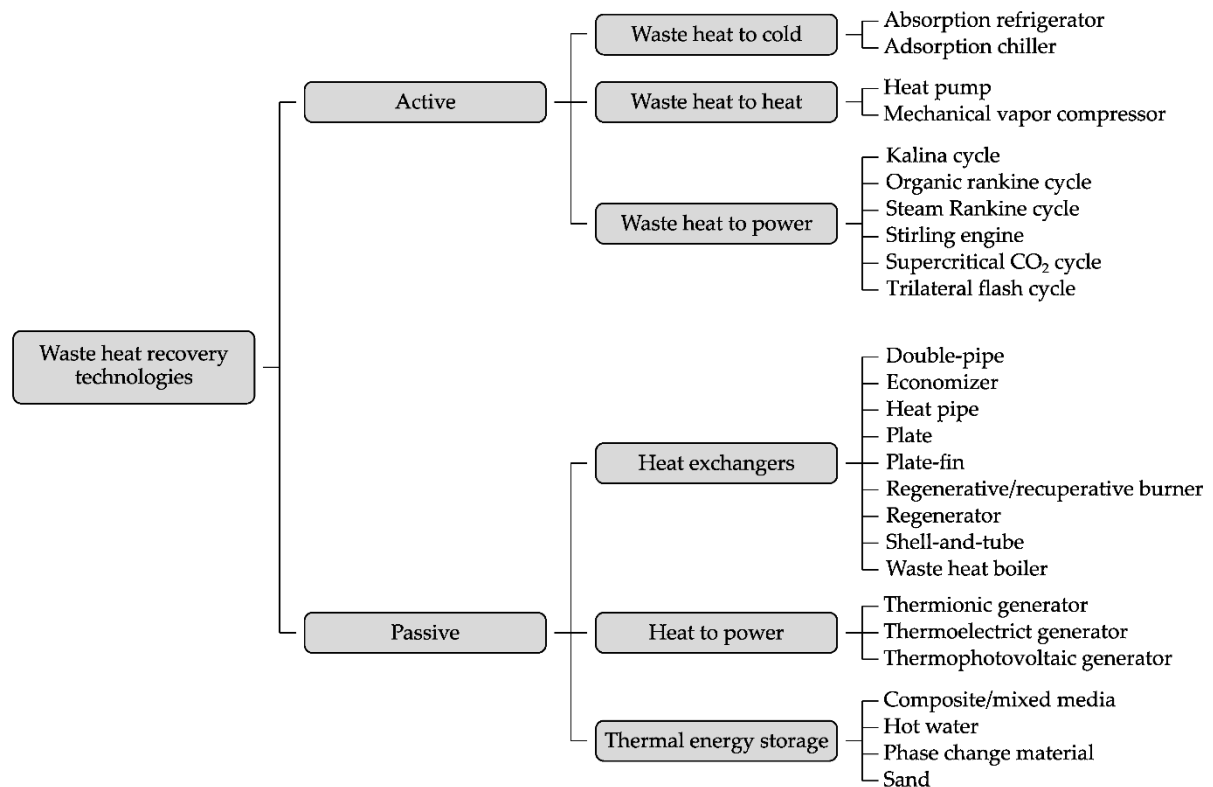 Waste heat recovery
technologies
Active
Waste heat to cold
Absorption refrigerator
Adsorption chiller
Waste heat to heat
Heat pump
Mechanical vapor compressor
Waste heat to power
Kalina cycle
Organic rankine cycle
Steam Rankine cycle
Stirling engine
Supercritical CO₂ cycle
Trilateral flash cycle
Passive
Heat exchangers
Double-pipe
Economizer
Heat pipe
Plate
Plate-fin
Regenerative/recuperative burner
Regenerator
Shell-and-tube
Waste heat boiler
Heat to power
Thermionic generator
Thermoelectrict generator
Thermophotovoltaic generator
Thermal energy storage
Composite/mixed media
Hot water
Phase change material
Sand